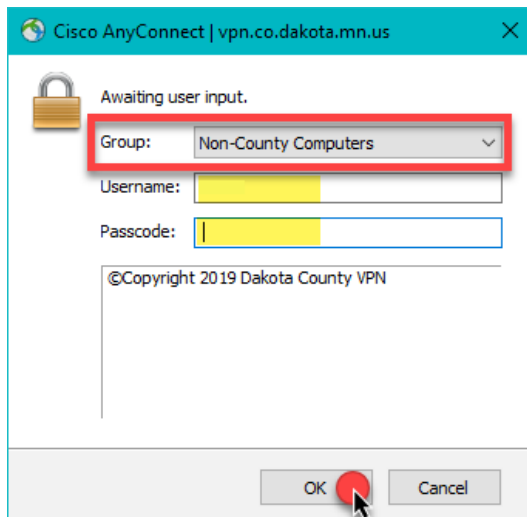 Cisco AnyConnect | vpn.co.dakota.mn.us
Awaiting user input.
Group: Non-County Computers
Username:
Passcode:
©Copyright 2019 Dakota County VPN
OK Cancel